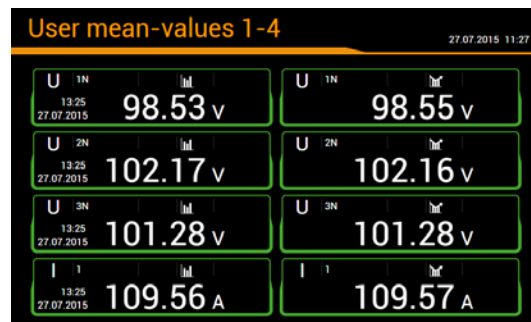 User mean-values 1-4
27.07.2015 11:27
U 1N
13:25
27.07.2015
98.53 V
U 1N
98.55 V
U 2N
13:25
27.07.2015
102.17 V
U 2N
102.16 V
U 3N
13:25
27.07.2015
101.28 V
U 3N
101.28 V
I 1
13:25
27.07.2015
109.56 A
I 1
109.57 A